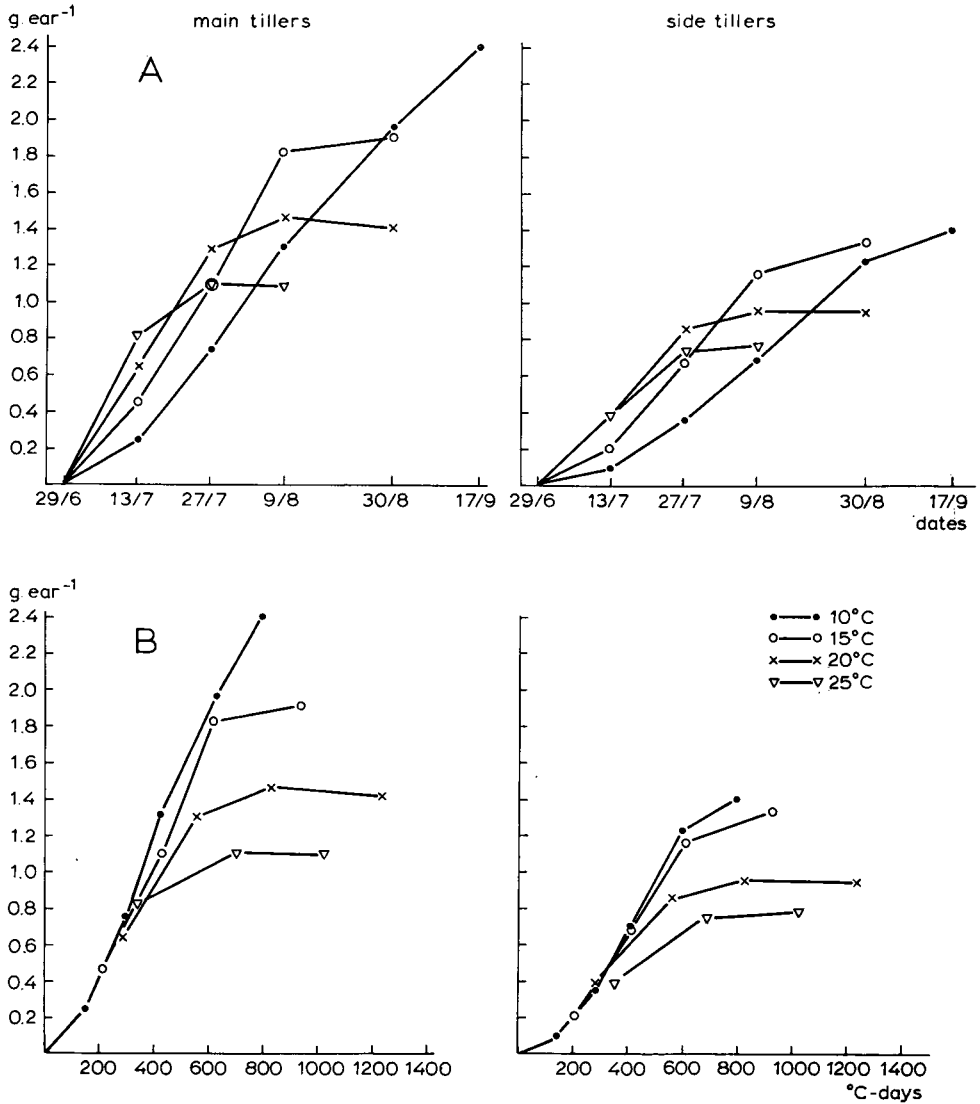 g. ear⁻¹
main tillers
side tillers
A
2.4
2.2
2.0
1.8
1.6
1.4
1.2
1.0
0.8
0.6
0.4
0.2
29/6 13/7 27/7 9/8 30/8 17/9
29/6 13/7 27/7 9/8 30/8 17/9
dates
g. ear⁻¹
B
2.4
2.2
2.0
1.8
1.6
1.4
1.2
1.0
0.8
0.6
0.4
0.2
10°C
15°C
20°C
25°C
200 400 600 800 1000 1200 1400
200 400 600 800 1000 1200 1400
°C-days